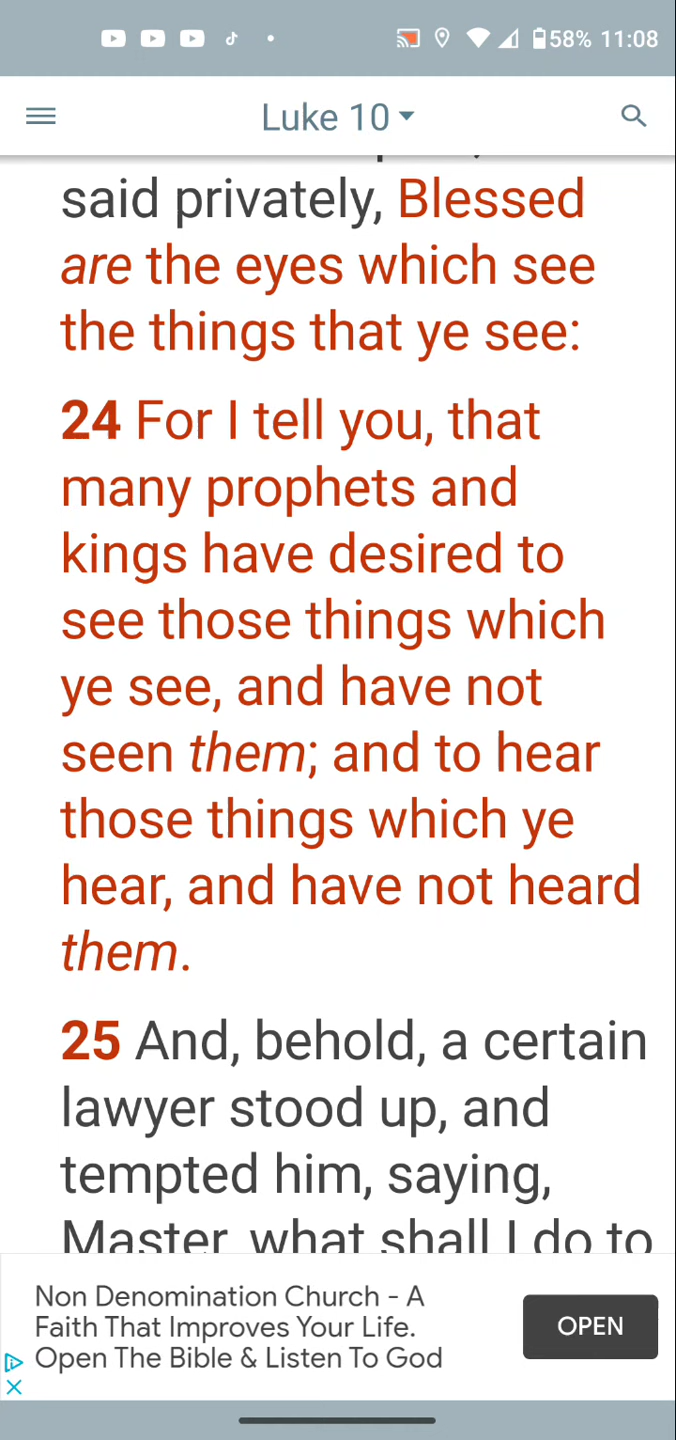 58% 11:08
Luke 10
said privately, Blessed
are the eyes which see
the things that ye see:
24 For I tell you, that
many prophets and
kings have desired to
see those things which
ye see, and have not
seen them; and to hear
those things which ye
hear, and have not heard
them.
25 And, behold, a certain
lawyer stood up, and
tempted him, saying,
Master, what shall I do to
Non Denomination Church - A
Faith That Improves Your Life.
Open The Bible & Listen To God
OPEN